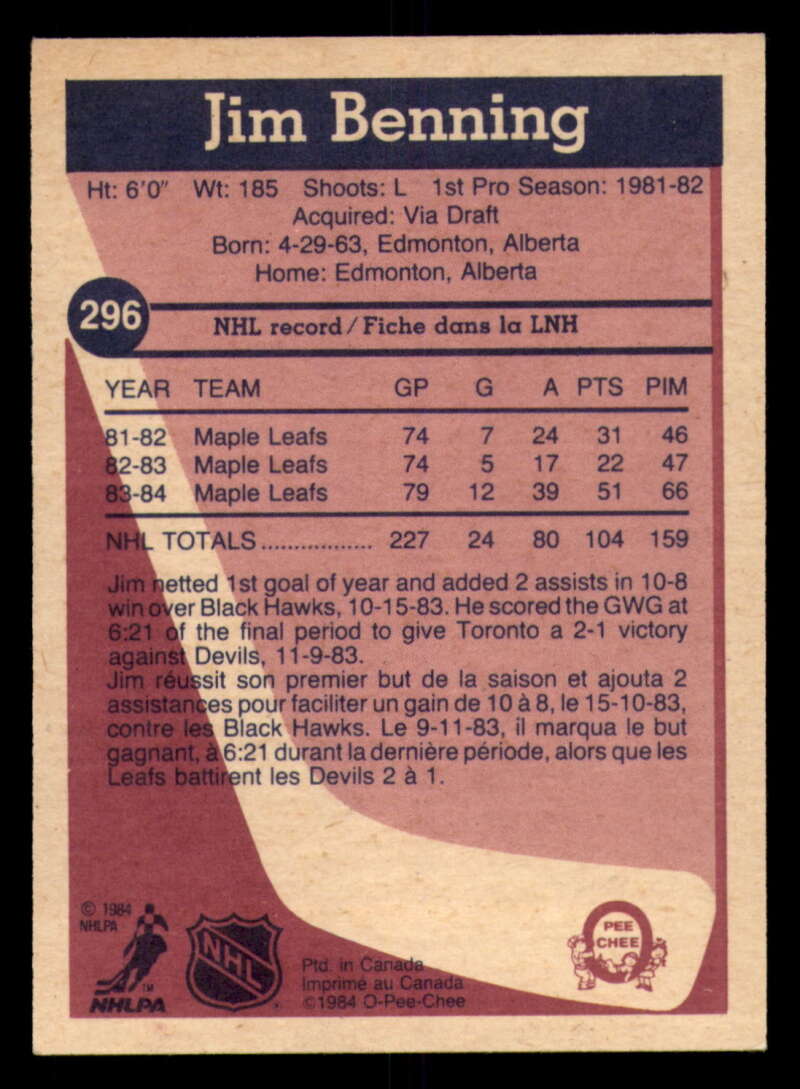 Jim Benning
Ht: 6'0" Wt: 185 Shoots: L 1st Pro Season: 1981-82
Acquired: Via Draft
Born: 4-29-63, Edmonton, Alberta
Home: Edmonton, Alberta
296
NHL record/Fiche dans la LNH
YEAR TEAM GP G A PTS PIM
81-82 Maple Leafs 74 7 24 31 46
82-83 Maple Leafs 74 5 17 22 47
83-84 Maple Leafs 79 12 39 51 66
NHL TOTALS................. 227 24 80 104 159
Jim netted 1st goal of year and added 2 assists in 10-8
win over Black Hawks, 10-15-83. He scored the GWG at
6:21 of the final period to give Toronto a 2-1 victory
against Devils, 11-9-83.
Jim réussit son premier but de la saison et ajouta 2
assistances pour faciliter un gain de 10 à 8, le 15-10-83,
contre les Black Hawks. Le 9-11-83, il marqua le but
gagnant, à 6:21 durant la dernière période, alors que les
Leafs battirent les Devils 2 à 1.
© 1984
NHLPA
TM
NHLPA
NHL
Ptd. in Canada
Imprimé au Canada
©1984 O-Pee-Chee
O
PEE
CHEE